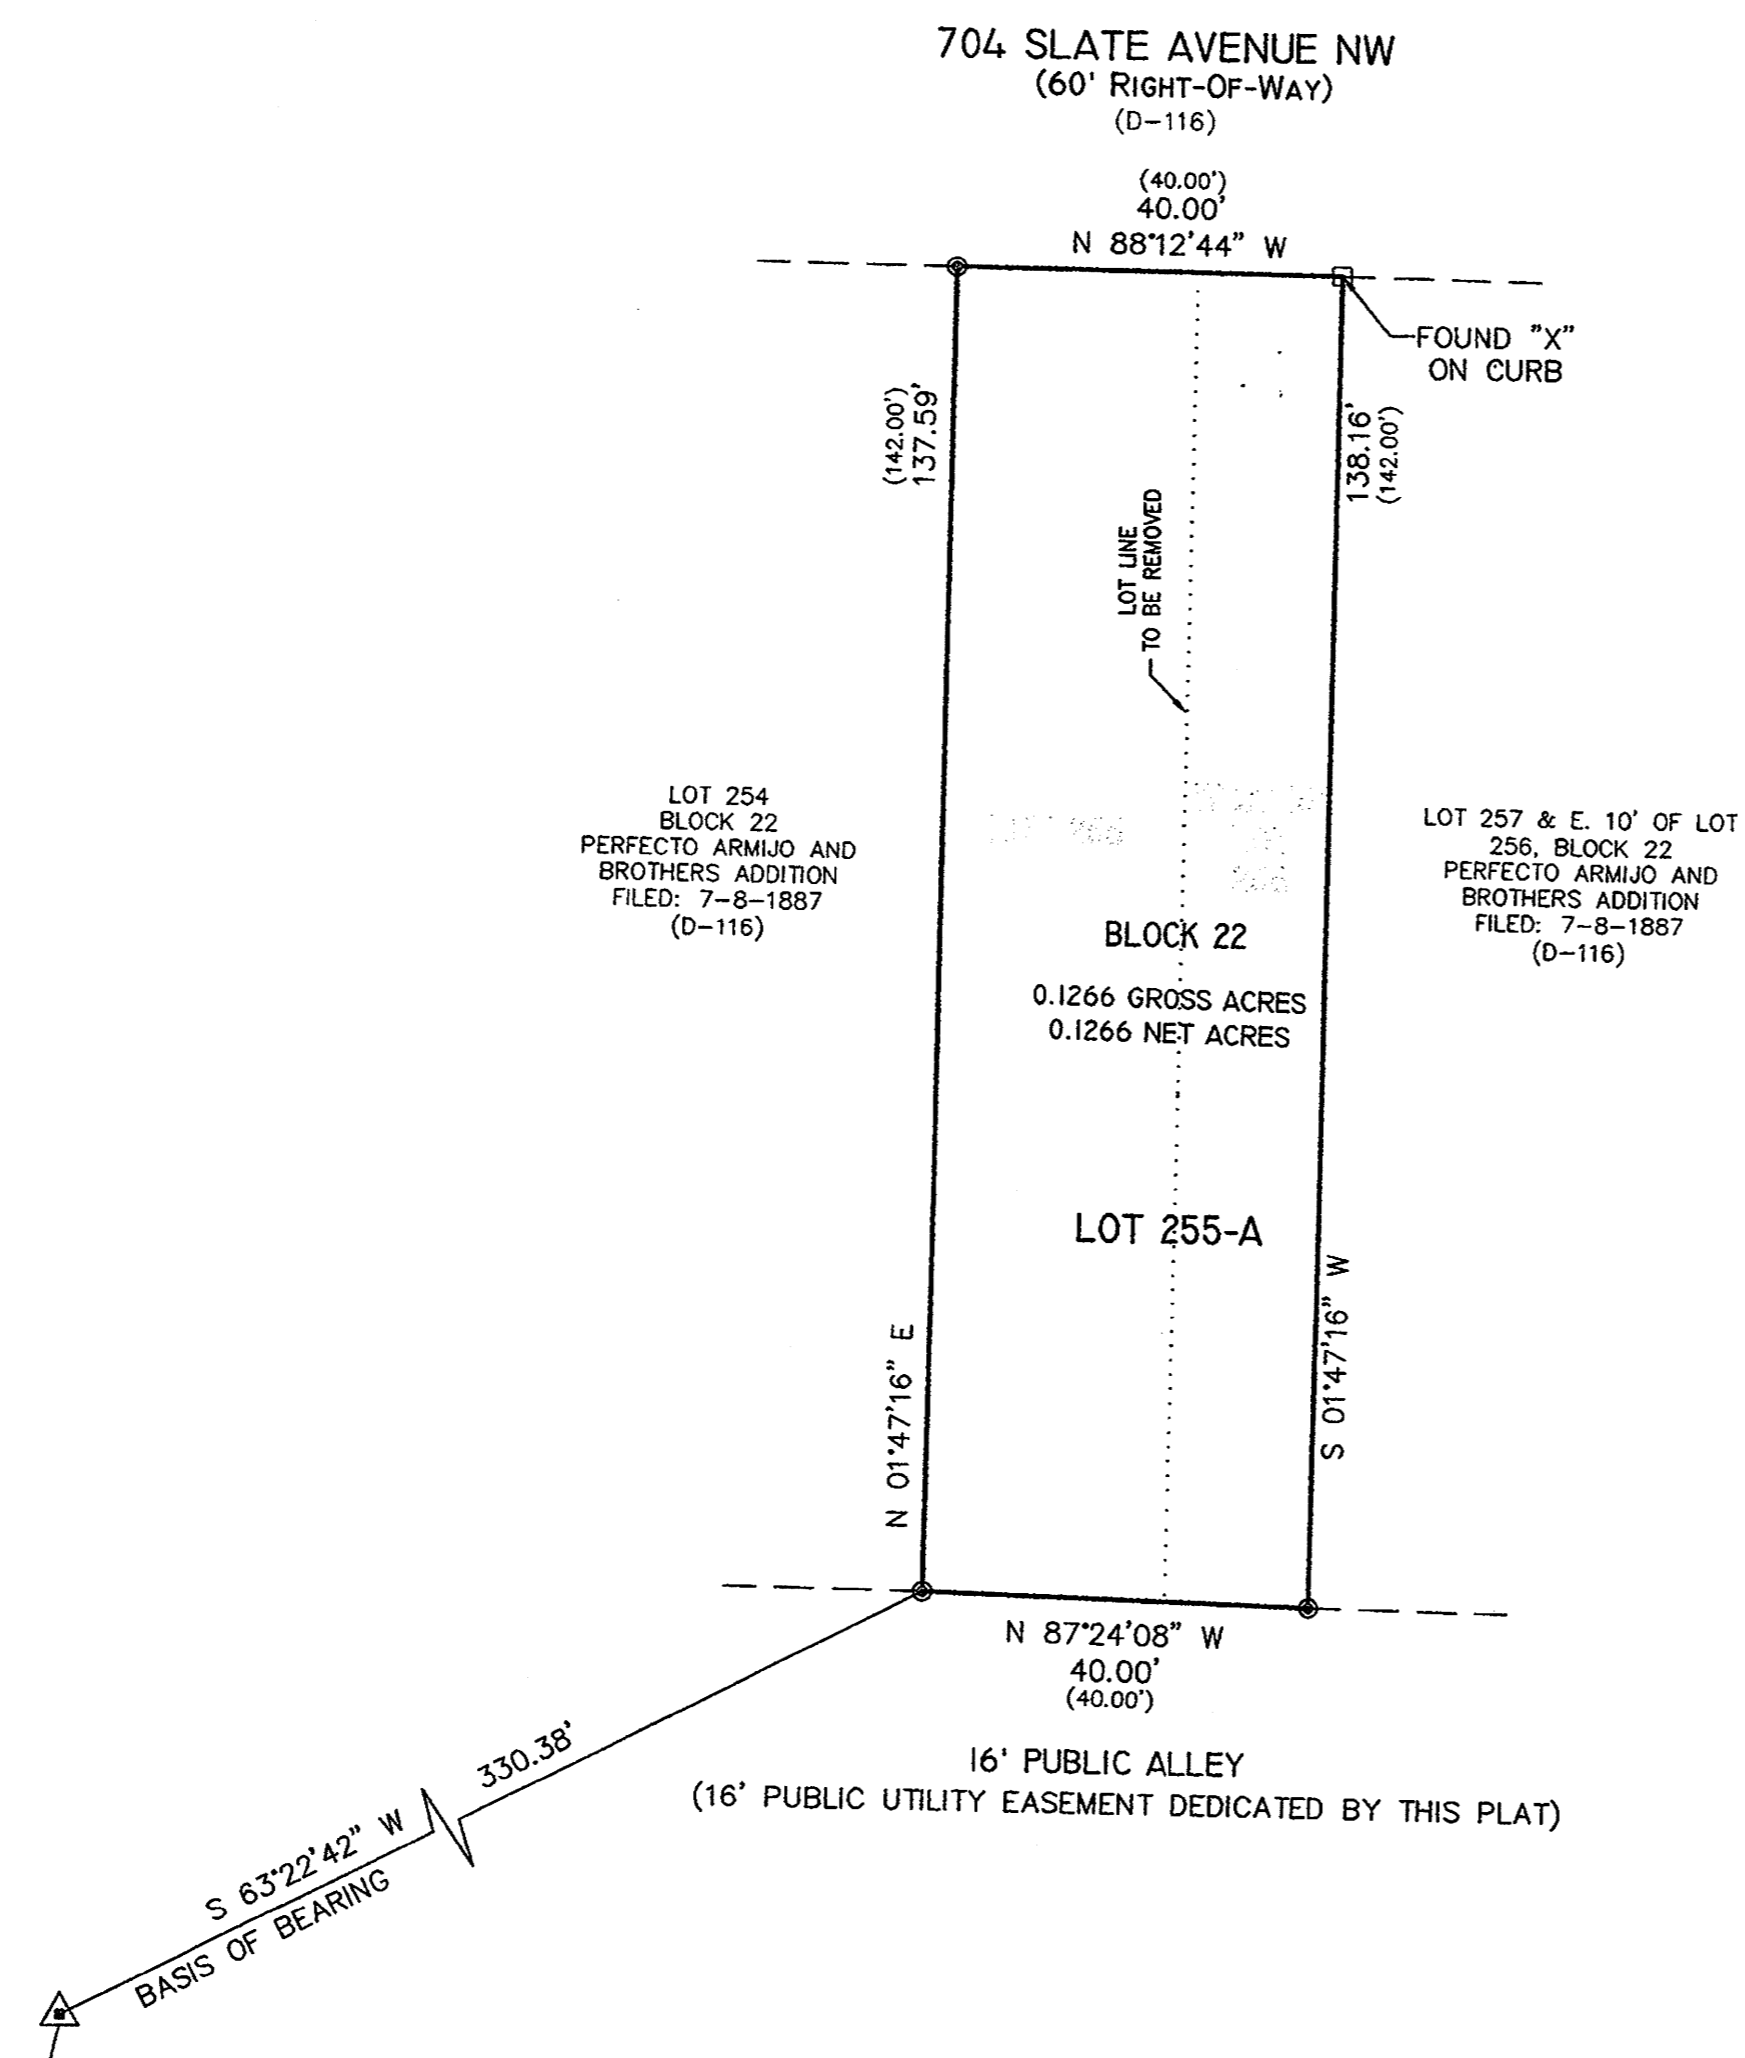 704 SLATE AVENUE NW
(60' RIGHT-OF-WAY)
(D-116)
(40.00')
40.00'
N 88°12'44" W
FOUND "X"
ON CURB
(142.00')
137.59'
138.16'
(142.00')
LOT LINE
TO BE REMOVED
LOT 254
BLOCK 22
PERFECTO ARMIJO AND
BROTHERS ADDITION
FILED: 7-8-1887
(D-116)
LOT 257 & E. 10' OF LOT
256, BLOCK 22
PERFECTO ARMIJO AND
BROTHERS ADDITION
FILED: 7-8-1887
(D-116)
BLOCK 22
0.1266 GROSS ACRES
0.1266 NET ACRES
LOT 255-A
N 01°47'16" E
S 01°47'16" W
N 87°24'08" W
40.00'
(40.00')
16' PUBLIC ALLEY
(16' PUBLIC UTILITY EASEMENT DEDICATED BY THIS PLAT)
330.38'
S 63°22'42" W
BASIS OF BEARING